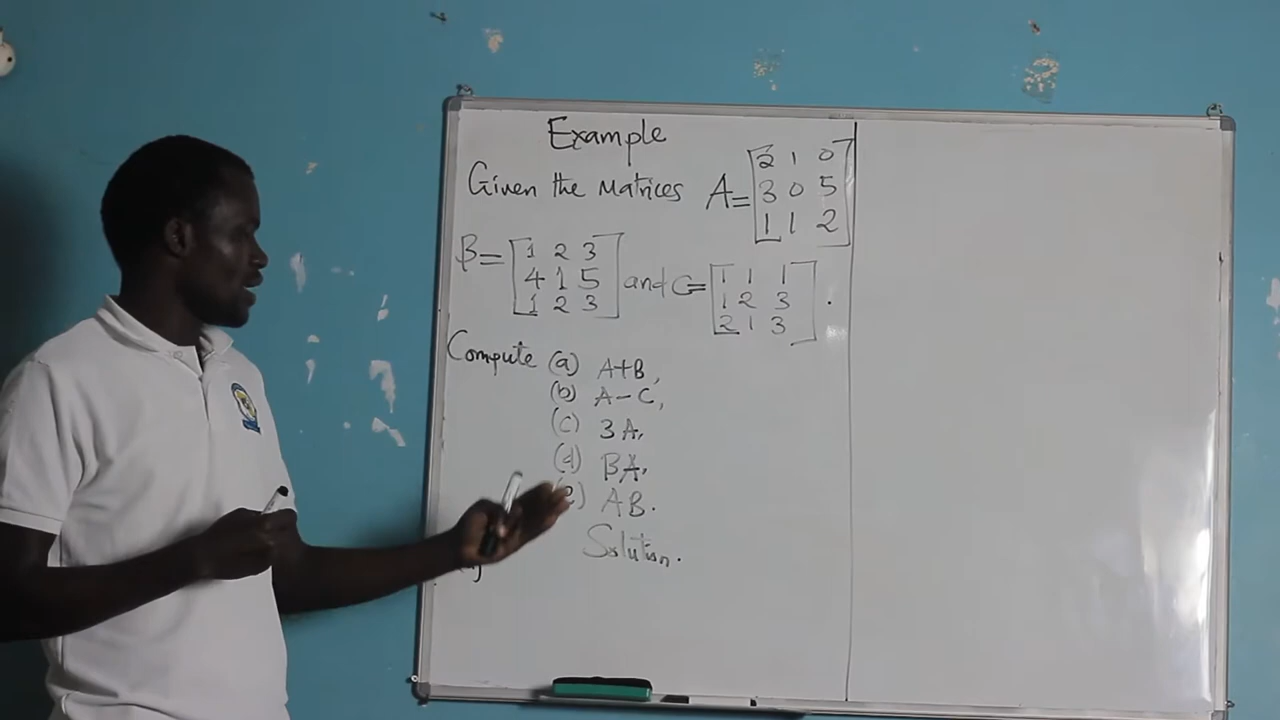 Example
Given the Matrices A = [2 1 0
3 0 5
1 1 2]
B = [1 2 3
4 1 5
1 2 3] and C = [1 1 1
1 2 3
2 1 3].
Compute (a) A+B,
(b) A-C,
(c) 3A,
(d) BA,
(e) AB.
Solution.